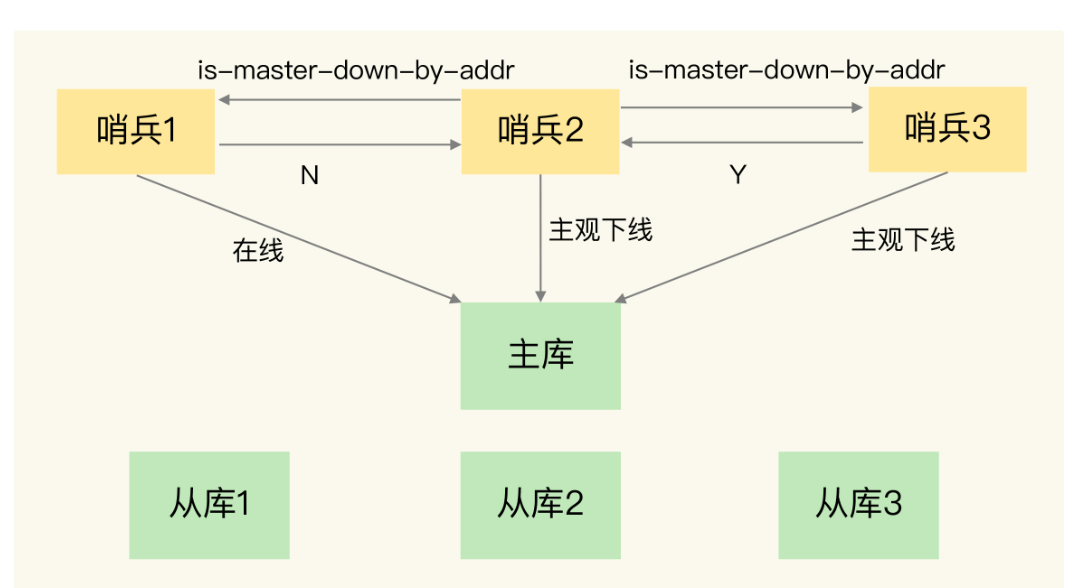 is-master-down-by-addr
is-master-down-by-addr
哨兵1
哨兵2
哨兵3
N
Y
在线
主观下线
主观下线
主库
从库1
从库2
从库3